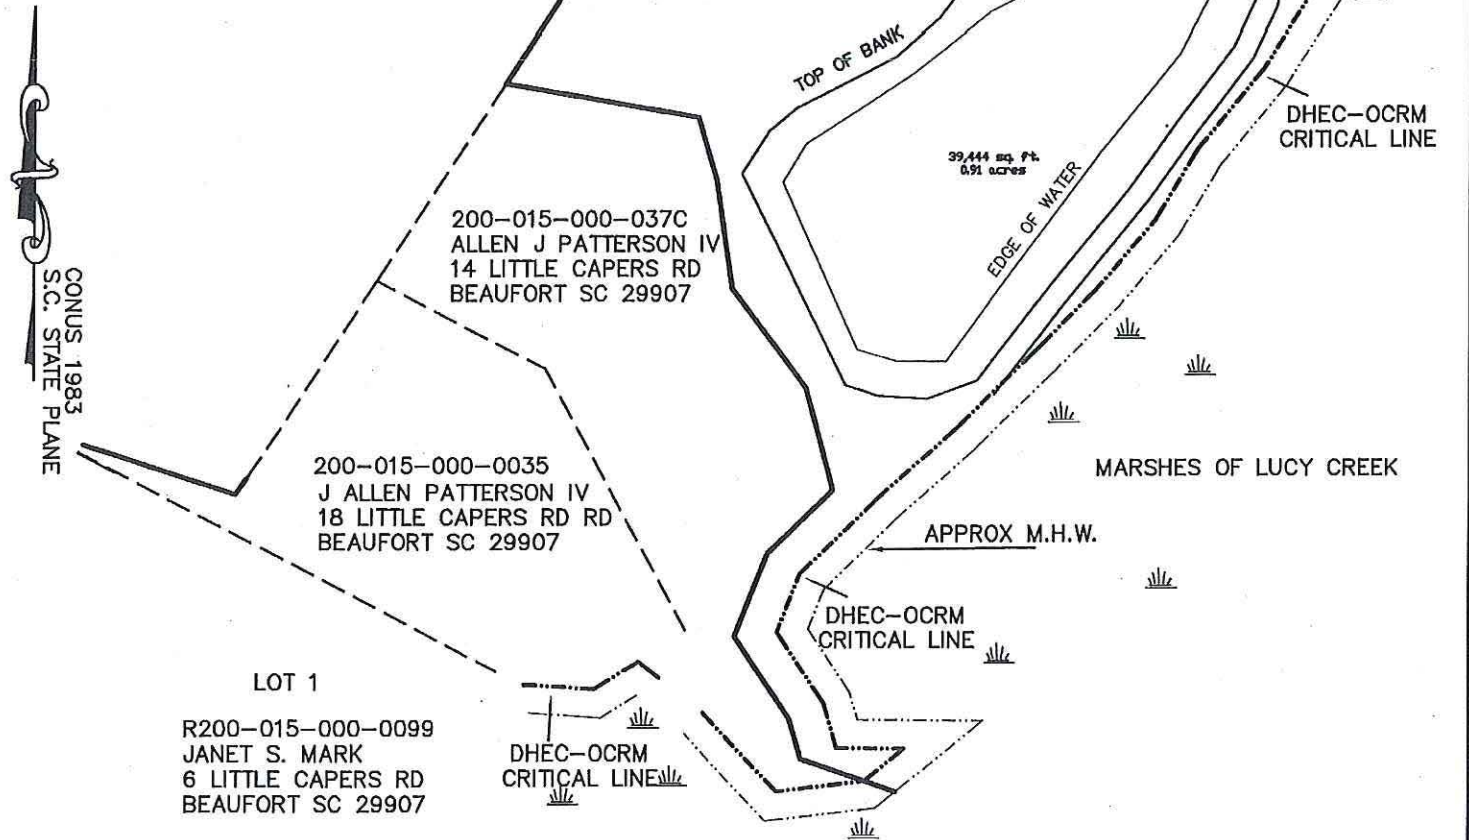 TOP OF BANK
DHEC-OCRM
CRITICAL LINE
39,444 sq. ft.
0.91 acres
EDGE OF WATER
200-015-000-037C
ALLEN J PATTERSON IV
14 LITTLE CAPERS RD
BEAUFORT SC 29907
CONUS 1983
S.C. STATE PLANE
200-015-000-0035
J ALLEN PATTERSON IV
18 LITTLE CAPERS RD RD
BEAUFORT SC 29907
MARSHES OF LUCY CREEK
APPROX M.H.W.
DHEC-OCRM
CRITICAL LINE
LOT 1
R200-015-000-0099
JANET S. MARK
6 LITTLE CAPERS RD
BEAUFORT SC 29907
DHEC-OCRM
CRITICAL LINE